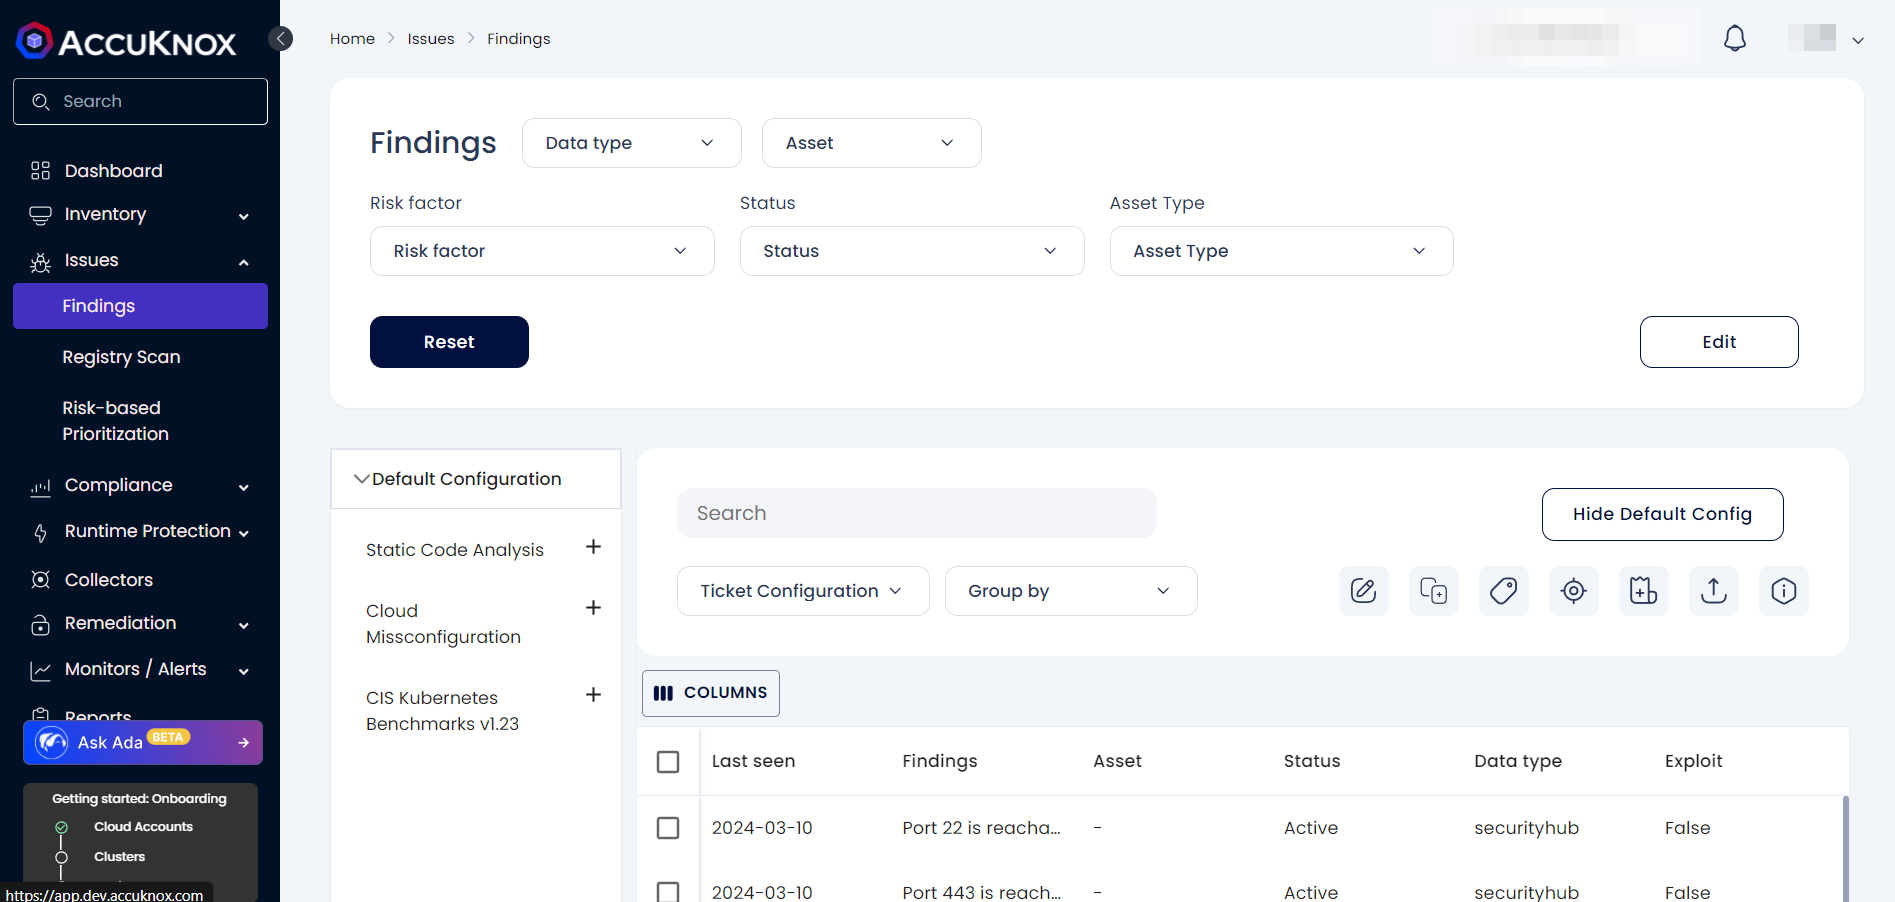 ACCUKNOX
Search
Dashboard
Inventory
Issues
Findings
Registry Scan
Risk-based
Prioritization
Compliance
Runtime Protection
Collectors
Remediation
Monitors / Alerts
Reports
Ask Ada BETA
Getting started: Onboarding
Cloud Accounts
Clusters
https://app.dev.accuknox.com
Home > Issues > Findings
Findings
Data type
Asset
Risk factor
Status
Asset Type
Risk factor
Status
Asset Type
Reset
Edit
Default Configuration
Static Code Analysis
Cloud
Missconfiguration
CIS Kubernetes
Benchmarks v1.23
Search
Hide Default Config
Ticket Configuration
Group by
COLUMNS
Last seen Findings Asset Status Data type Exploit
2024-03-10 Port 22 is reacha... - Active securityhub False
2024-03-10 Port 443 is reach... - Active securityhub False